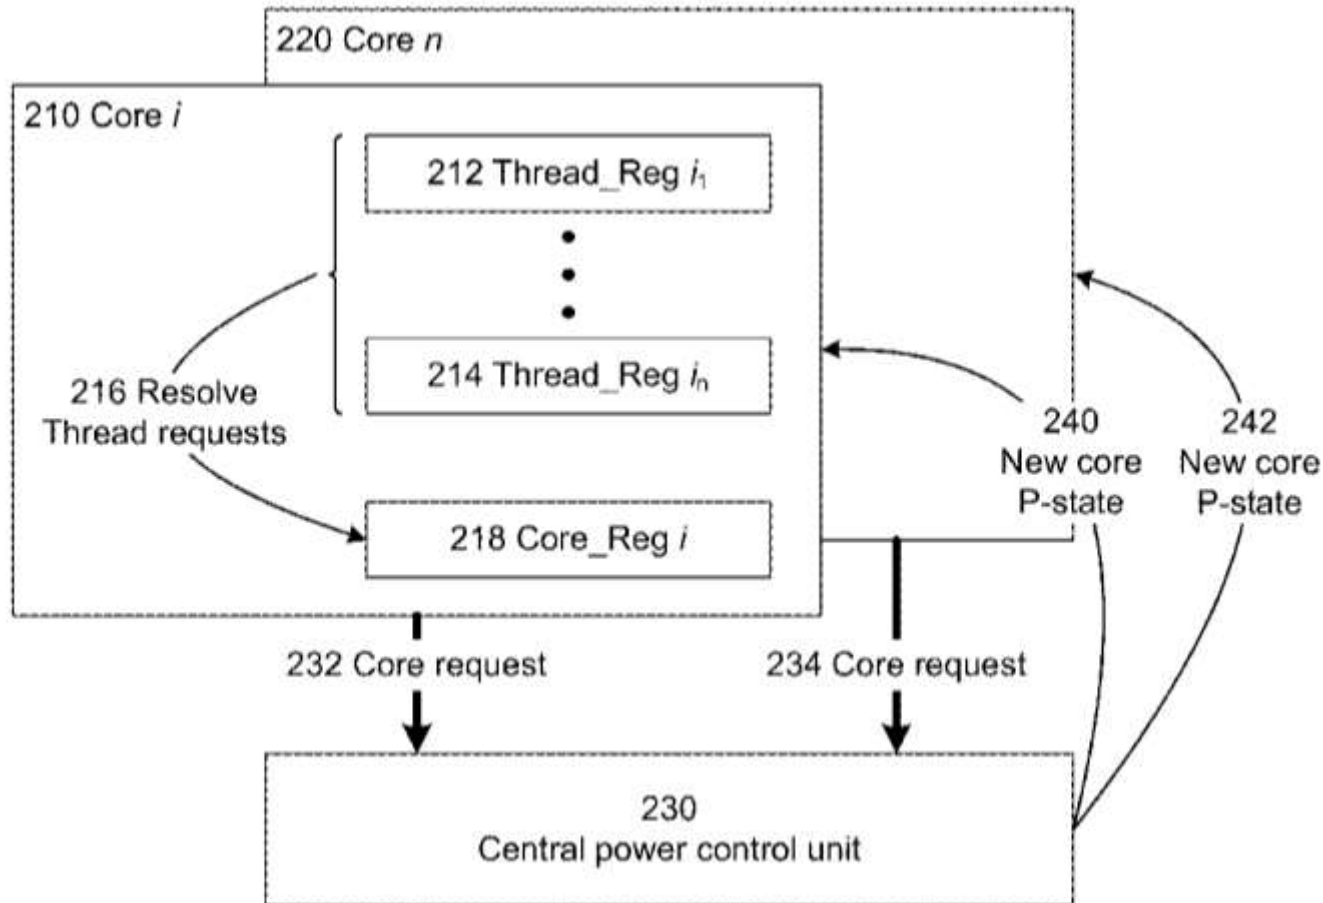 220 Core n
210 Core i
212 Thread_Reg i₁
214 Thread_Reg iₙ
216 Resolve
Thread requests
218 Core_Reg i
240
New core
P-state
242
New core
P-state
232 Core request
234 Core request
230
Central power control unit